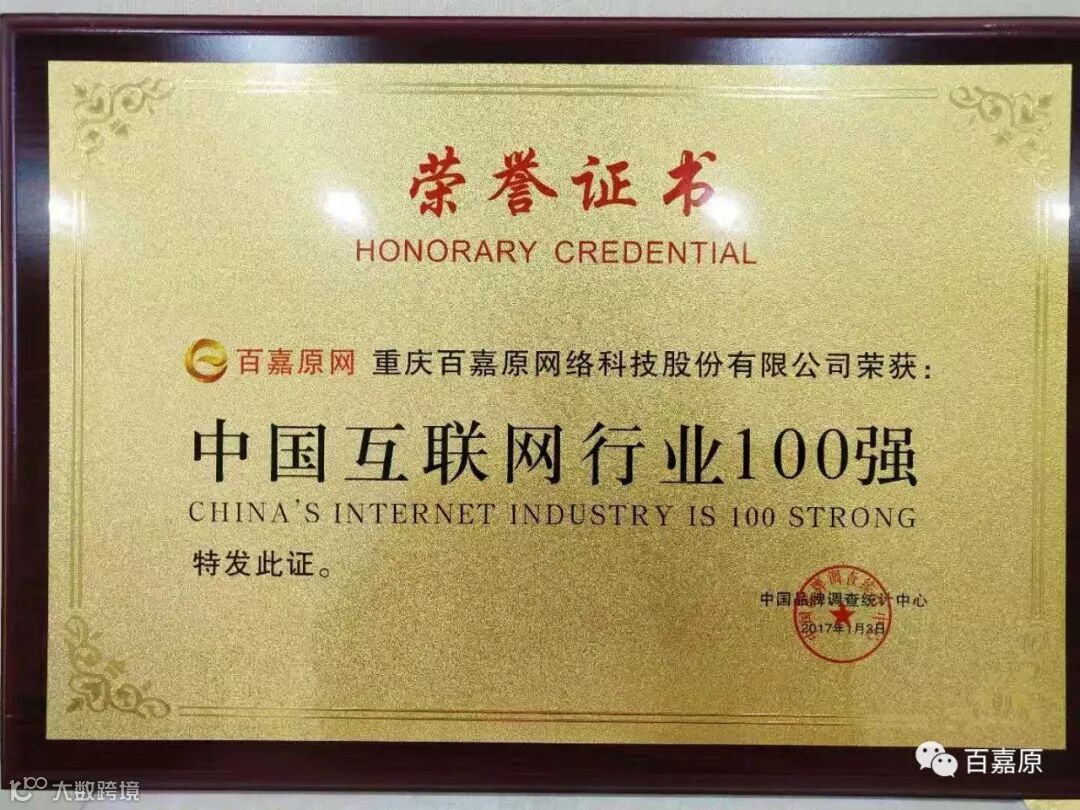 荣誉证书
HONORARY CREDENTIAL
百嘉原网 重庆百嘉原网络科技股份有限公司荣获：
中国互联网行业100强
CHINA'S INTERNET INDUSTRY IS 100 STRONG
特发此证。
中国品牌调查统计中心
2017年1月3日
百嘉原
大数跨境